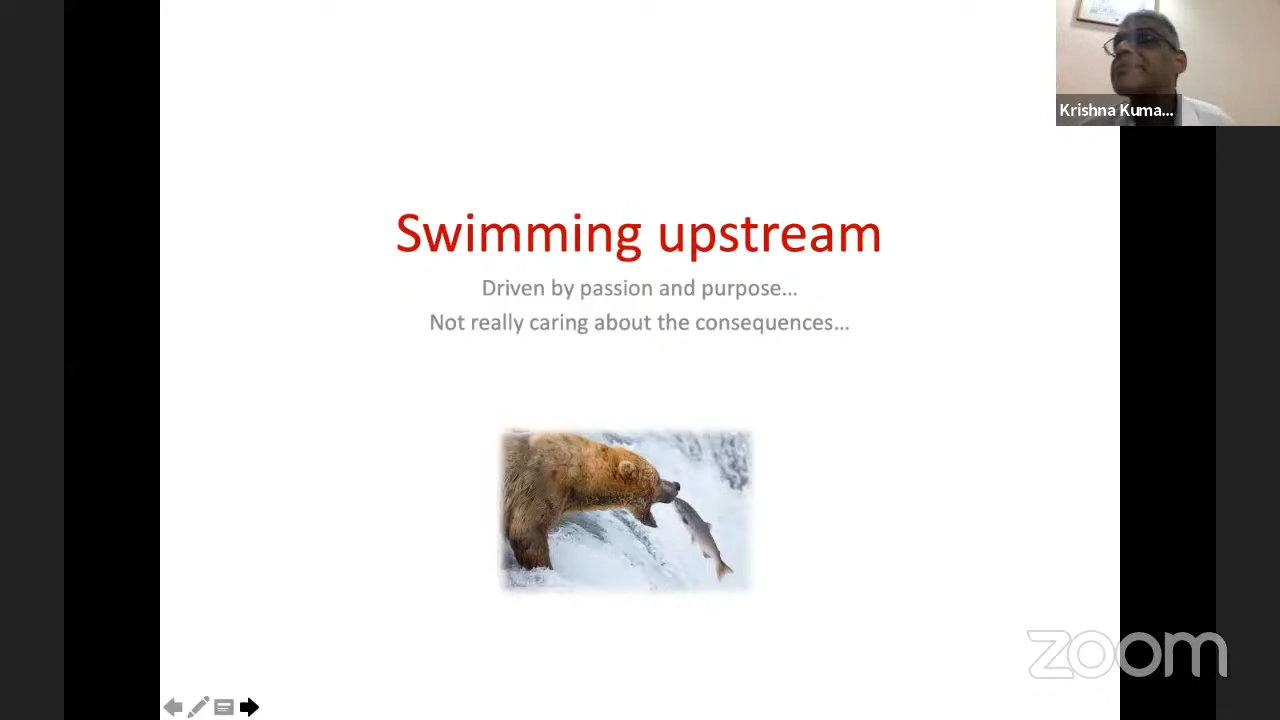 Krishna Kuma...
Swimming upstream
Driven by passion and purpose...
Not really caring about the consequences...
zoom